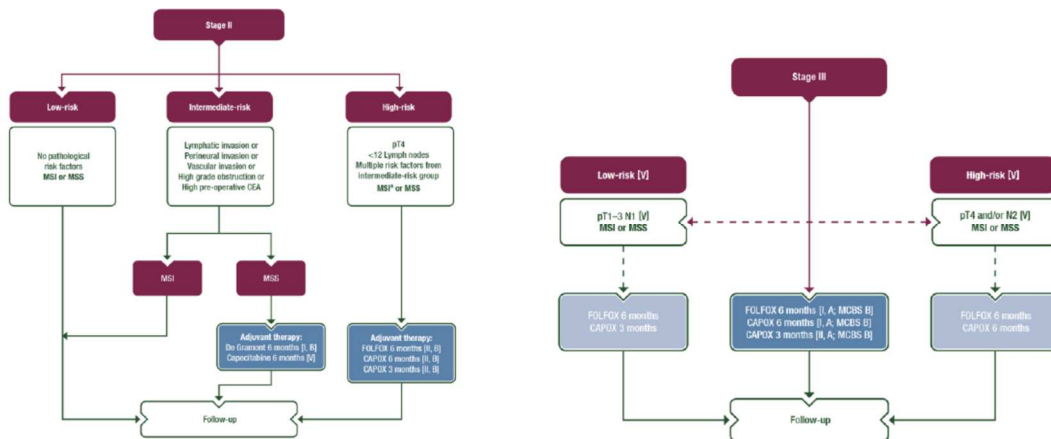 Stage II
Low-risk
Intermediate-risk
High-risk
No pathological
risk factors
MSI or MSS
Lymphatic invasion or
Perineural invasion or
Vascular invasion or
High grade obstruction or
High pre-operative CEA
pT4
<12 Lymph nodes
Multiple risk factors from
intermediate-risk group
MSIª or MSS
MSI
MSS
Adjuvant therapy:
De Gramont 6 months [I, B]
Capecitabine 6 months [V]
Adjuvant therapy:
FOLFOX 6 months [II, B]
CAPOX 6 months [II, B]
CAPOX 3 months [II, B]
Follow-up
Stage III
Low-risk [V]
High-risk [V]
pT1–3 N1 [V]
MSI or MSS
pT4 and/or N2 [V]
MSI or MSS
FOLFOX 6 months
CAPOX 3 months
FOLFOX 6 months [I, A; MCBS B]
CAPOX 6 months [I, A; MCBS B]
CAPOX 3 months [II, A; MCBS B]
FOLFOX 6 months
CAPOX 6 months
Follow-up